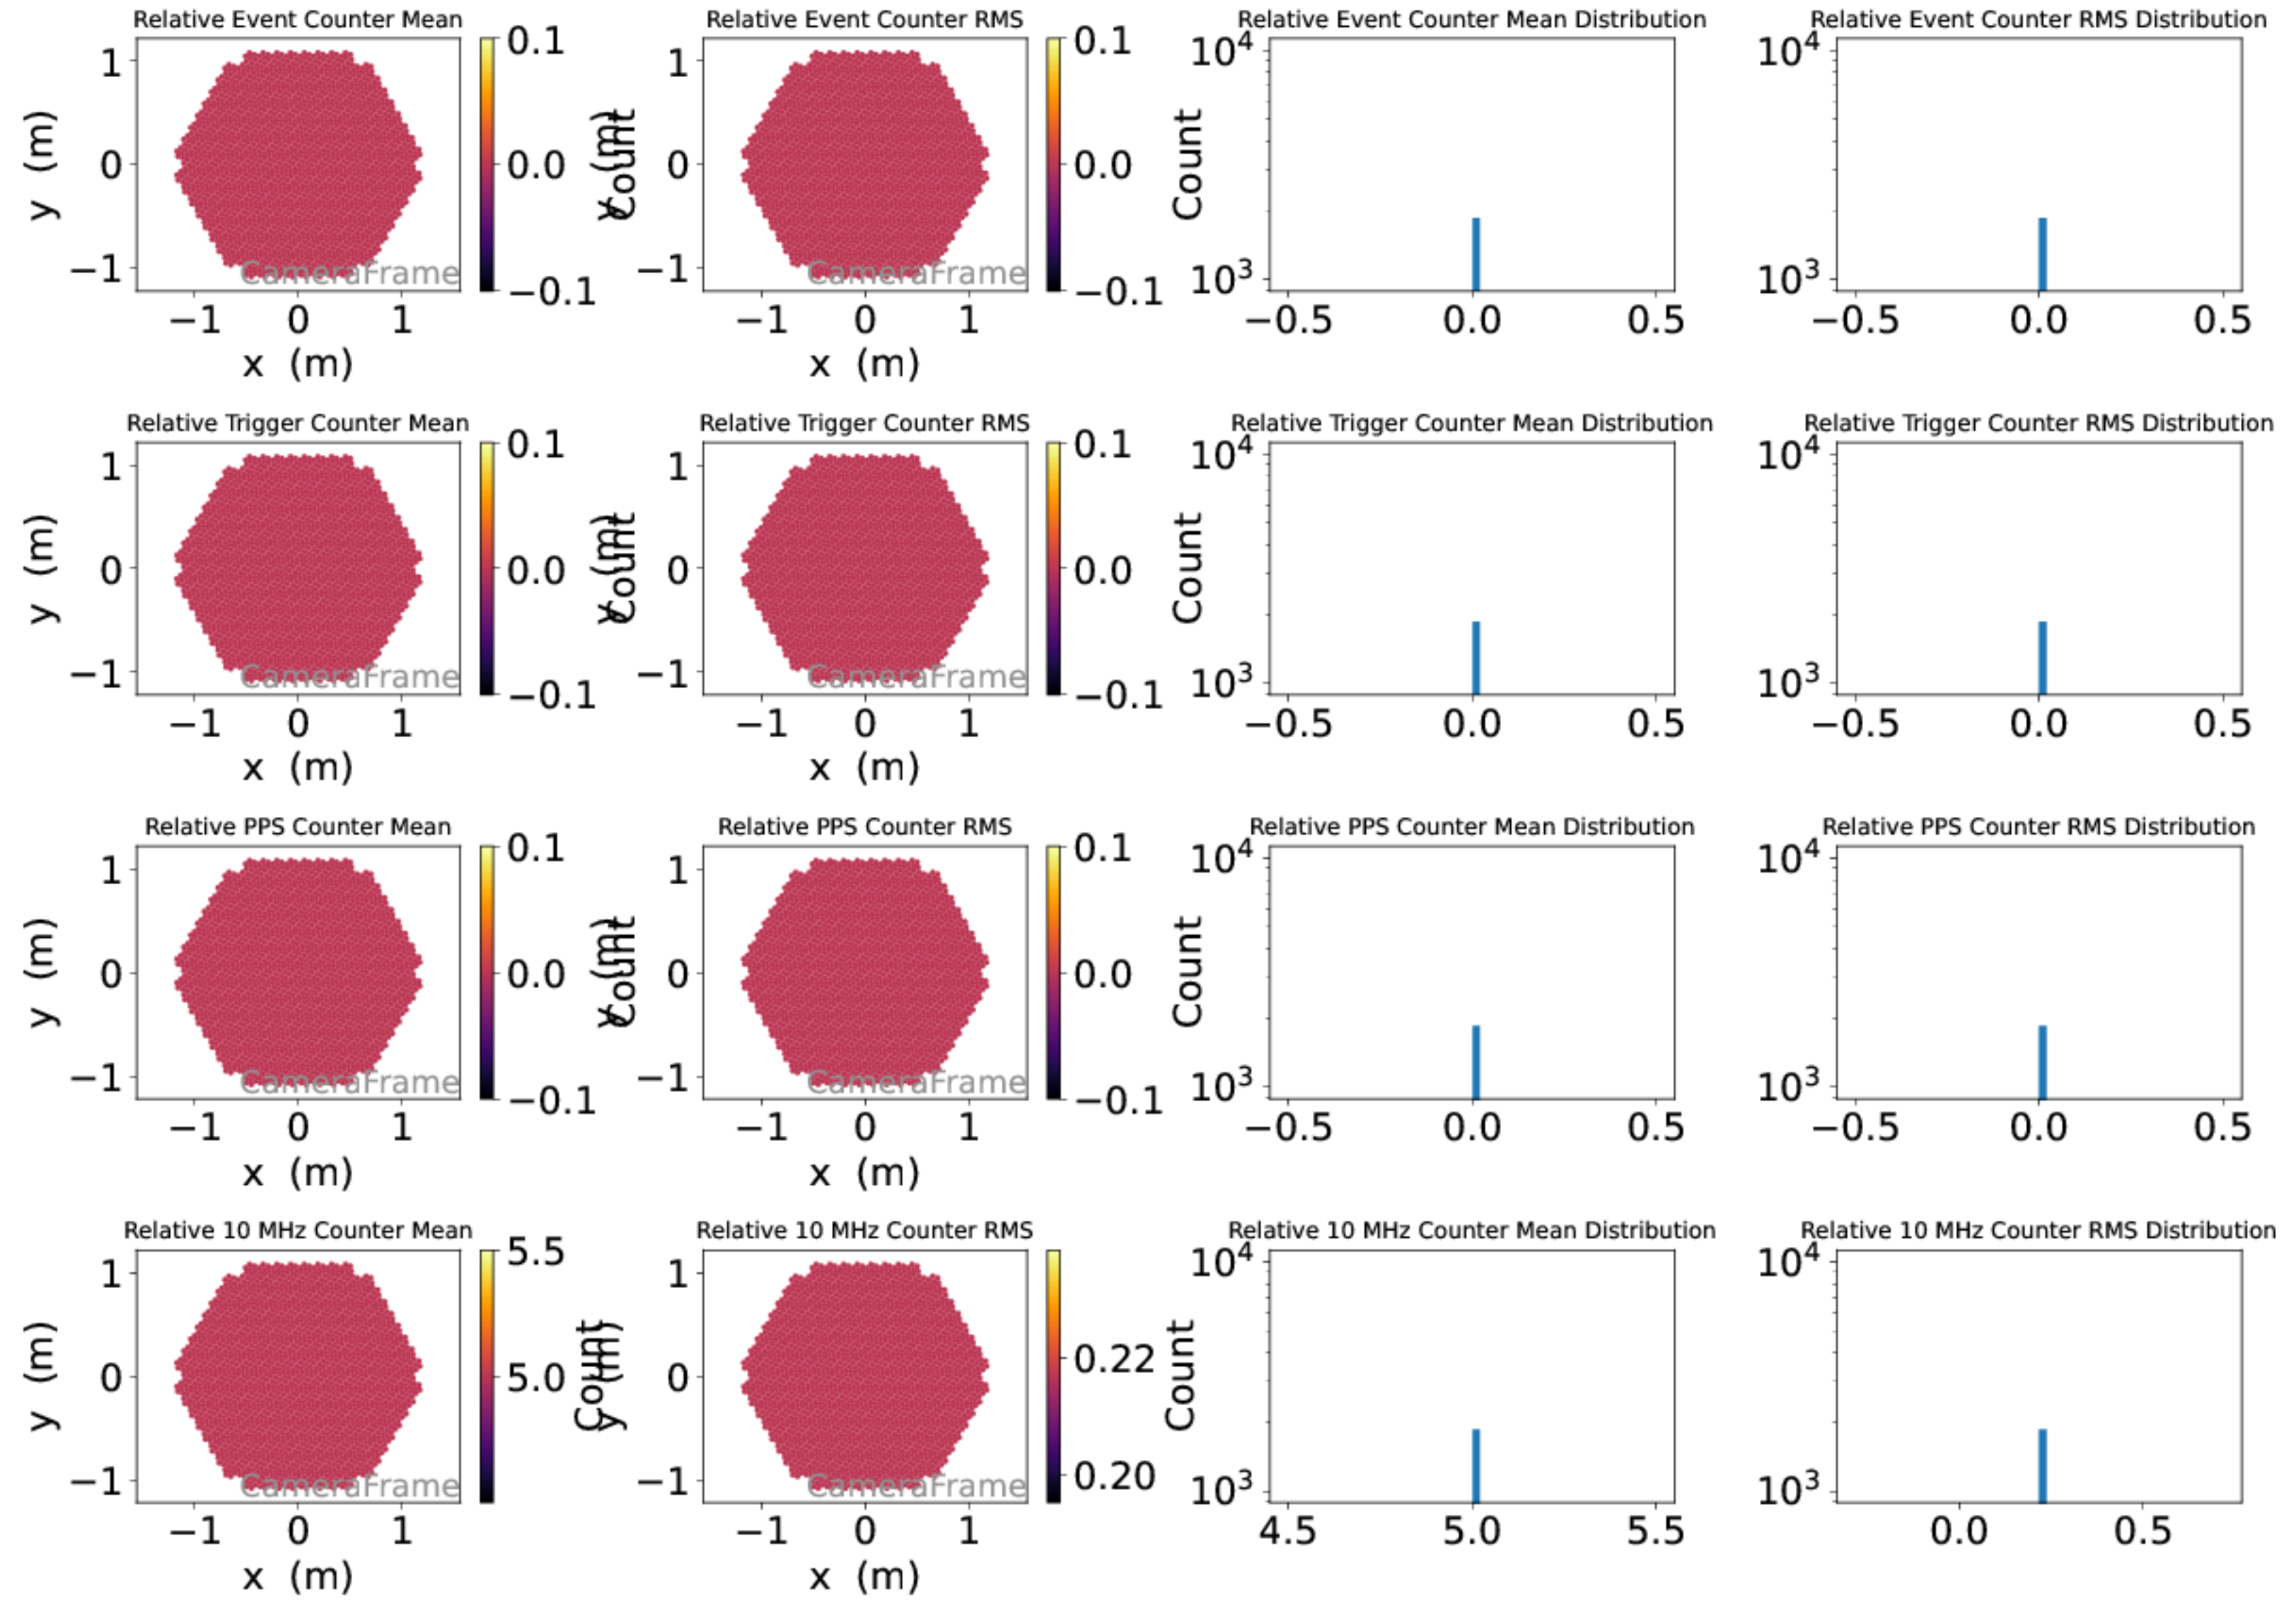 Relative Event Counter Mean
Relative Event Counter RMS
Relative Event Counter Mean Distribution
Relative Event Counter RMS Distribution
y (m)
1
0
−1
CameraFrame
−1 0 1
x (m)
0.1
0.0
−0.1
Count
y (m)
1
0
−1
CameraFrame
−1 0 1
x (m)
0.1
0.0
−0.1
Count
10^4
10^3
−0.5 0.0 0.5
10^4
10^3
−0.5 0.0 0.5
Relative Trigger Counter Mean
Relative Trigger Counter RMS
Relative Trigger Counter Mean Distribution
Relative Trigger Counter RMS Distribution
y (m)
1
0
−1
CameraFrame
−1 0 1
x (m)
0.1
0.0
−0.1
Count
y (m)
1
0
−1
CameraFrame
−1 0 1
x (m)
0.1
0.0
−0.1
Count
10^4
10^3
−0.5 0.0 0.5
10^4
10^3
−0.5 0.0 0.5
Relative PPS Counter Mean
Relative PPS Counter RMS
Relative PPS Counter Mean Distribution
Relative PPS Counter RMS Distribution
y (m)
1
0
−1
CameraFrame
−1 0 1
x (m)
0.1
0.0
−0.1
Count
y (m)
1
0
−1
CameraFrame
−1 0 1
x (m)
0.1
0.0
−0.1
Count
10^4
10^3
−0.5 0.0 0.5
10^4
10^3
−0.5 0.0 0.5
Relative 10 MHz Counter Mean
Relative 10 MHz Counter RMS
Relative 10 MHz Counter Mean Distribution
Relative 10 MHz Counter RMS Distribution
y (m)
1
0
−1
CameraFrame
−1 0 1
x (m)
5.5
5.0
Count
y (m)
1
0
−1
CameraFrame
−1 0 1
x (m)
0.22
0.20
Count
10^4
10^3
4.5 5.0 5.5
10^4
10^3
0.0 0.5